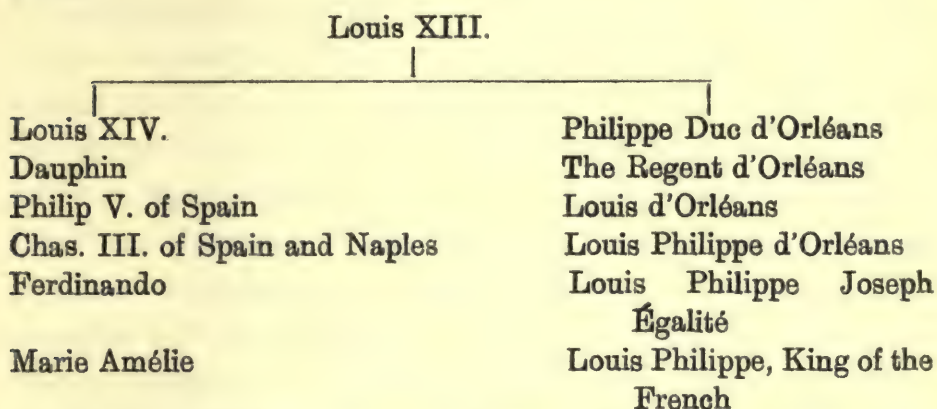 Louis XIII.
Louis XIV.
Dauphin
Philip V. of Spain
Chas. III. of Spain and Naples
Ferdinando
Marie Amélie
Philippe Duc d'Orléans
The Regent d'Orléans
Louis d'Orléans
Louis Philippe d'Orléans
Louis Philippe Joseph
Égalité
Louis Philippe, King of the
French